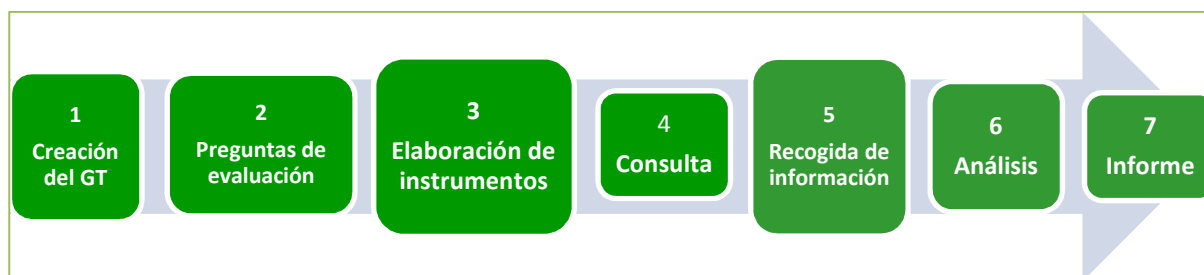 1
Creación
del GT
2
Preguntas de
evaluación
3
Elaboración de
instrumentos
4
Consulta
5
Recogida de
información
6
Análisis
7
Informe